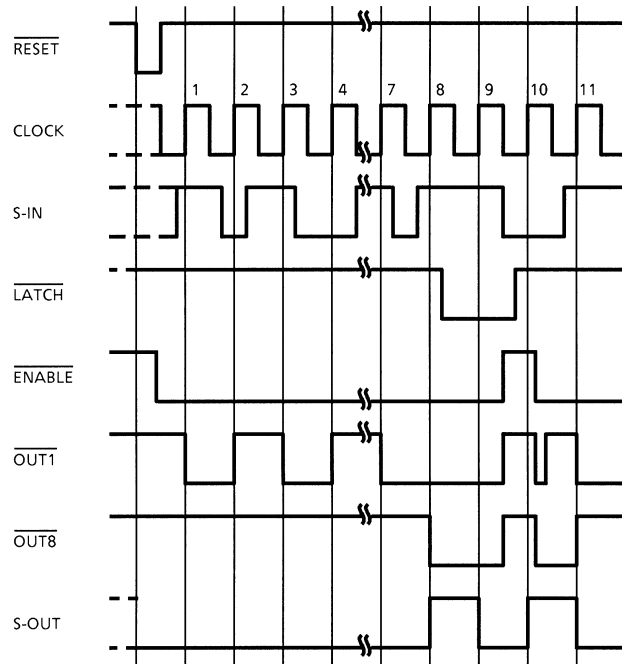 RESET
1 2 3 4 7 8 9 10 11
CLOCK
S-IN
LATCH
ENABLE
OUT1
OUT8
S-OUT